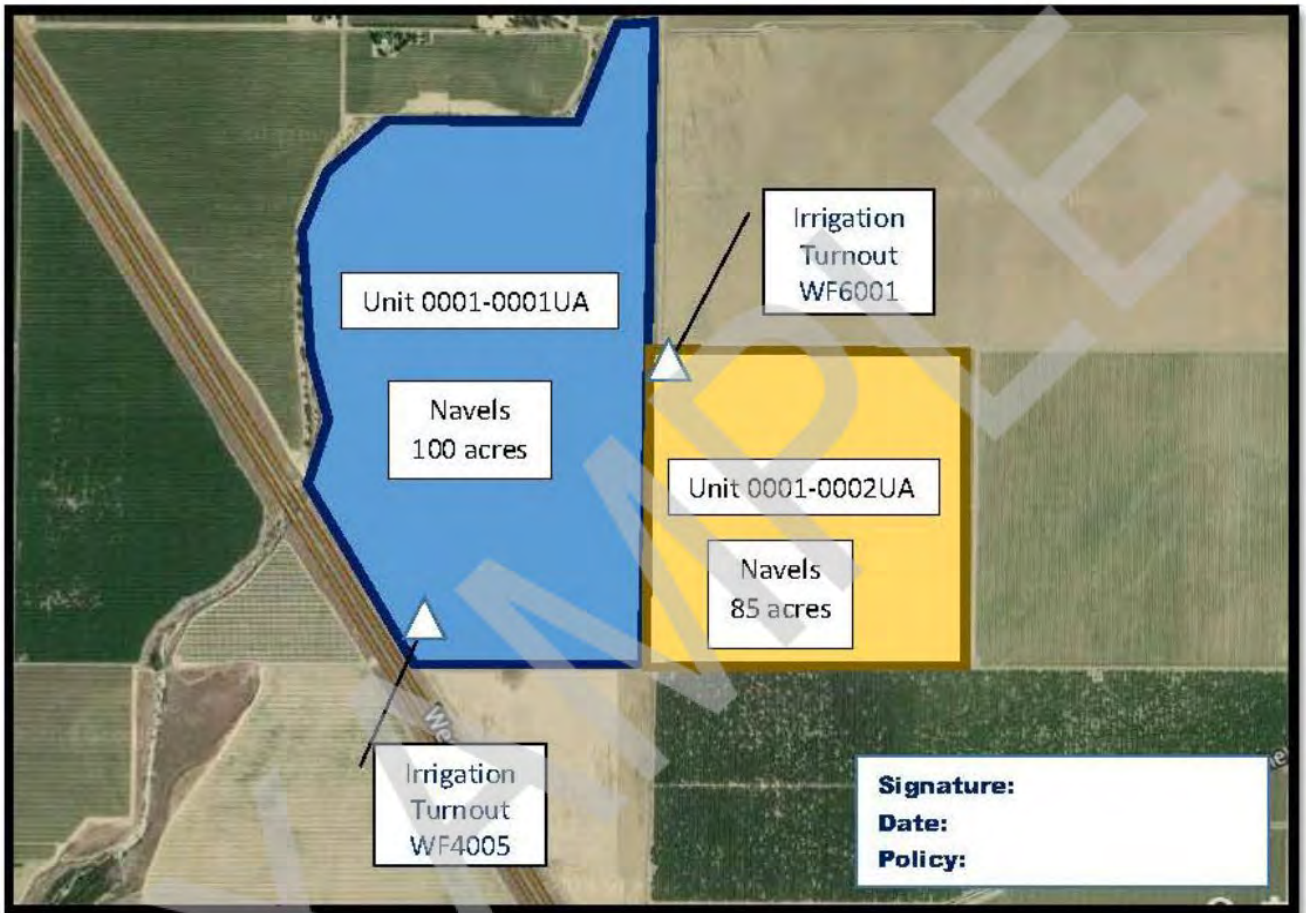 Irrigation
Turnout
WF6001
Unit 0001-0001UA
Navels
100 acres
Unit 0001-0002UA
Navels
85 acres
Irrigation
Turnout
WF4005
Signature:
Date:
Policy: